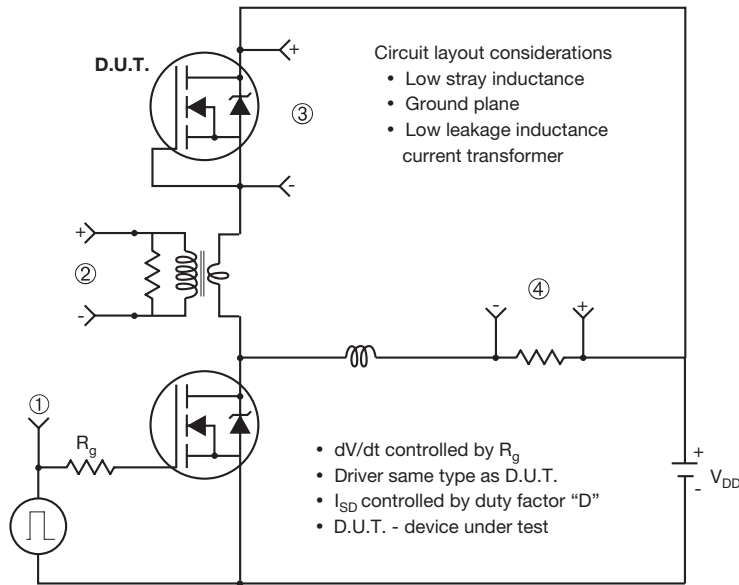 D.U.T.
+
-
③
Circuit layout considerations
• Low stray inductance
• Ground plane
• Low leakage inductance
current transformer
+
②
-
④
-
+
①
Rg
• dV/dt controlled by Rg
• Driver same type as D.U.T.
• ISD controlled by duty factor “D”
• D.U.T. - device under test
+
-
VDD